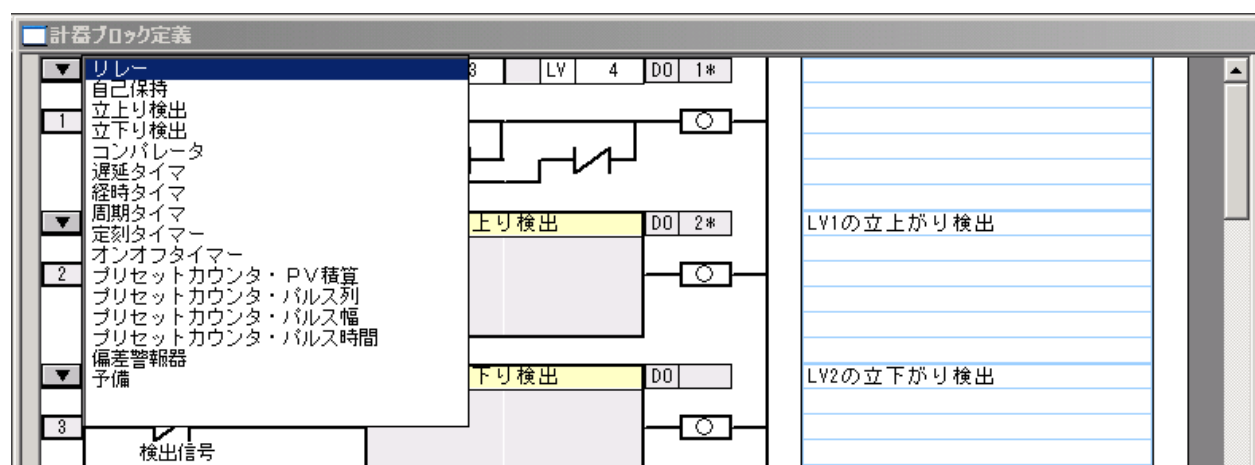 計器ブロック定義
リレー
自己保持
立上り検出
立下り検出
コンパレータ
遅延タイマ
経時タイマ
周期タイマ
定刻タイマー
オンオフタイマー
プリセットカウンタ・PV積算
プリセットカウンタ・パルス列
プリセットカウンタ・パルス幅
プリセットカウンタ・パルス時間
偏差警報器
予備
3 LV 4 DO 1*
1
上り検出 DO 2*
LV1の立上がり検出
2
下り検出 DO
LV2の立下がり検出
3
検出信号